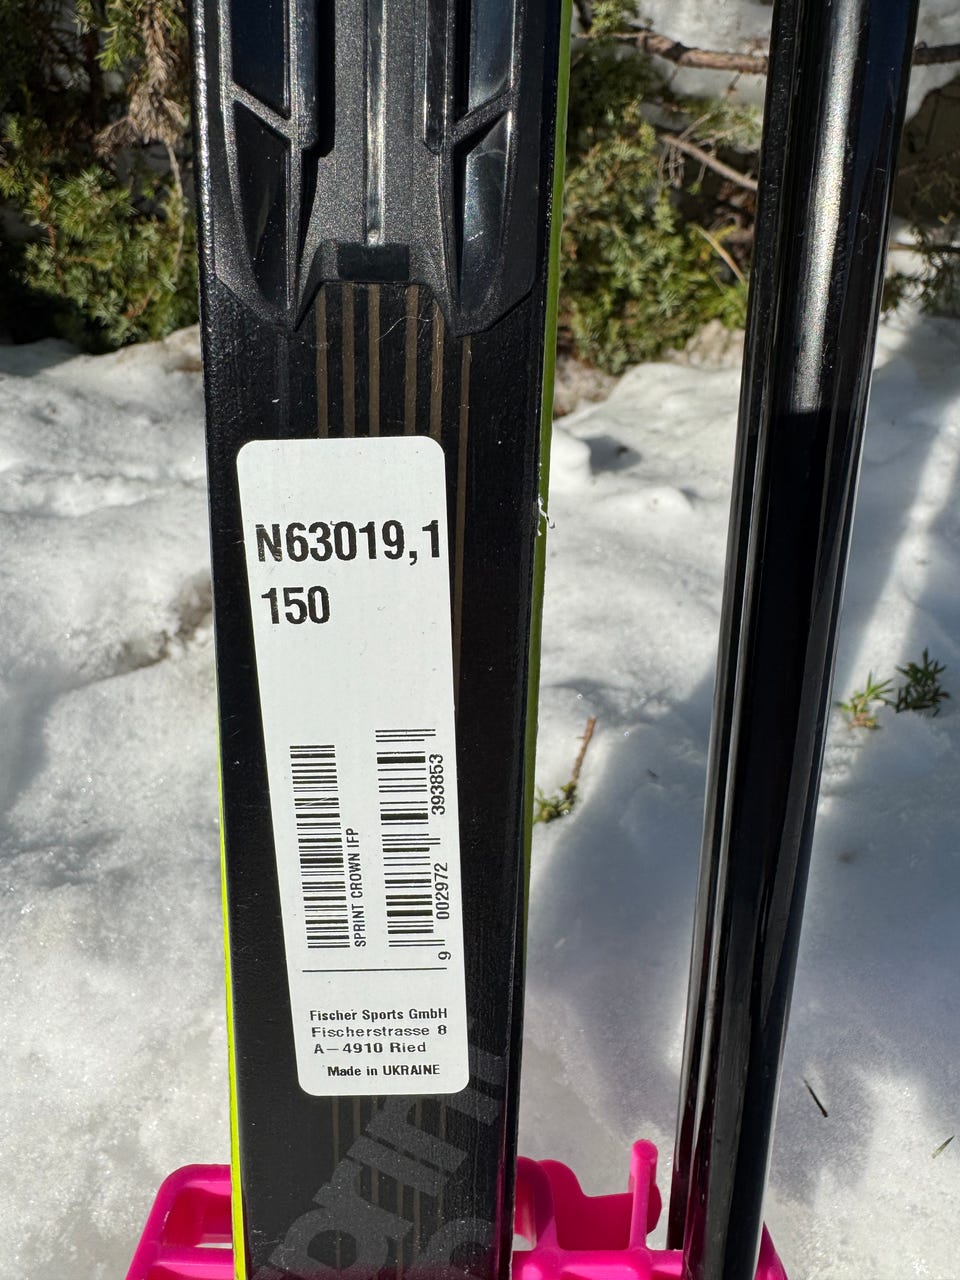 N63019,1
150
SPRINT CROWN IFP
9 002972 393853
Fischer Sports GmbH
Fischerstrasse 8
A-4910 Ried
Made in UKRAINE